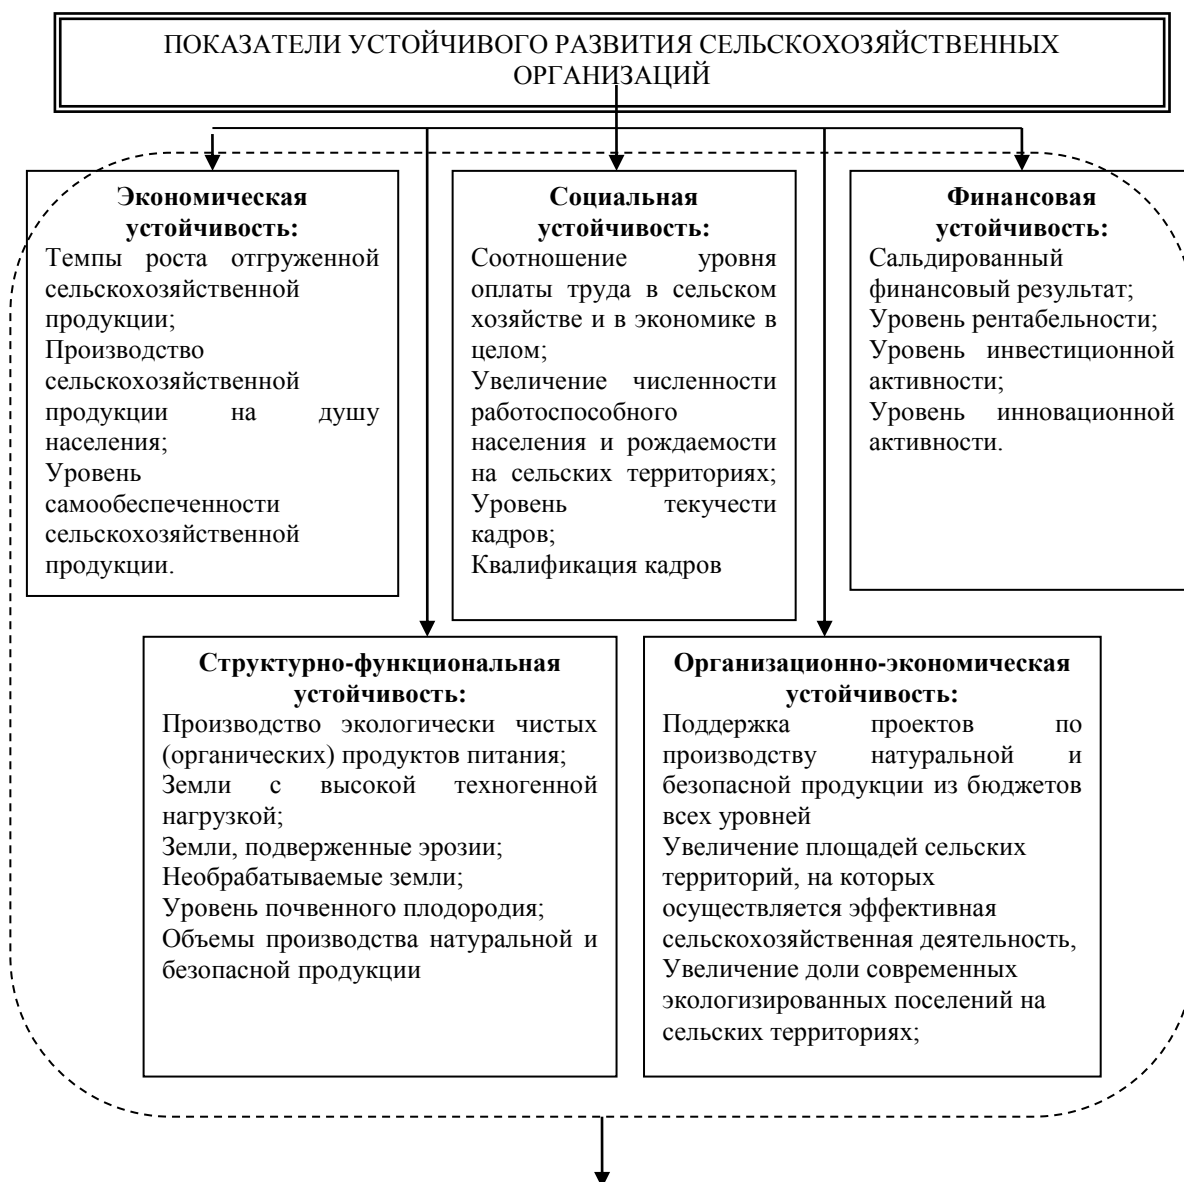 ПОКАЗАТЕЛИ УСТОЙЧИВОГО РАЗВИТИЯ СЕЛЬСКОХОЗЯЙСТВЕННЫХ
ОРГАНИЗАЦИЙ
Экономическая
устойчивость:
Темпы роста отгруженной
сельскохозяйственной
продукции;
Производство
сельскохозяйственной
продукции на душу
населения;
Уровень
самообеспеченности
сельскохозяйственной
продукции.
Социальная
устойчивость:
Соотношение уровня
оплаты труда в сельском
хозяйстве и в экономике в
целом;
Увеличение численности
работоспособного
населения и рождаемости
на сельских территориях;
Уровень текучести
кадров;
Квалификация кадров
Финансовая
устойчивость:
Сальдированный
финансовый результат;
Уровень рентабельности;
Уровень инвестиционной
активности;
Уровень инновационной
активности.
Структурно-функциональная
устойчивость:
Производство экологически чистых
(органических) продуктов питания;
Земли с высокой техногенной
нагрузкой;
Земли, подверженные эрозии;
Необрабатываемые земли;
Уровень почвенного плодородия;
Объемы производства натуральной и
безопасной продукции
Организационно-экономическая
устойчивость:
Поддержка проектов по
производству натуральной и
безопасной продукции из бюджетов
всех уровней
Увеличение площадей сельских
территорий, на которых
осуществляется эффективная
сельскохозяйственная деятельность,
Увеличение доли современных
экологизированных поселений на
сельских территориях;